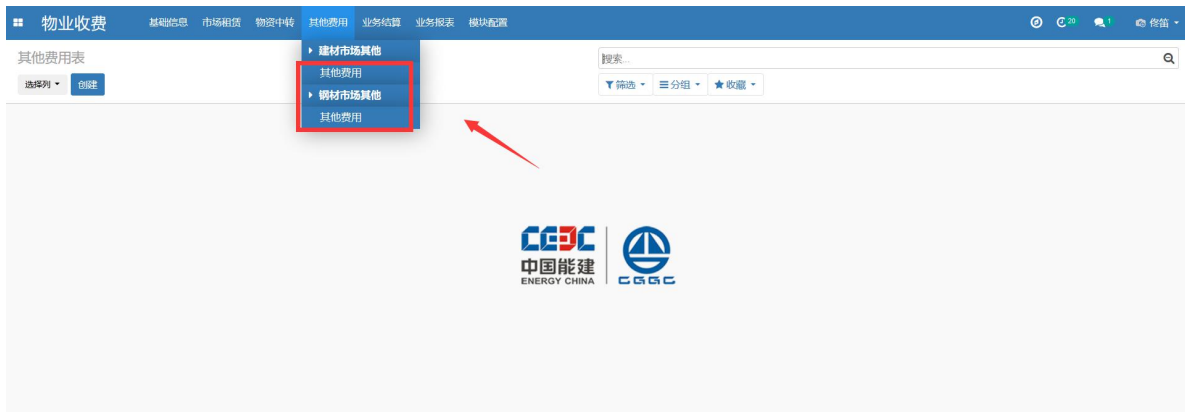 物业收费 基础信息 市场租赁 物资中转 其他费用 业务结算 业务报表 模块配置 20 1 佟笛
其他费用表
搜索...
选择列 创建
筛选 分组 收藏
建材市场其他
其他费用
钢材市场其他
其他费用
CEEC
中国能建
ENERGY CHINA
CGGC